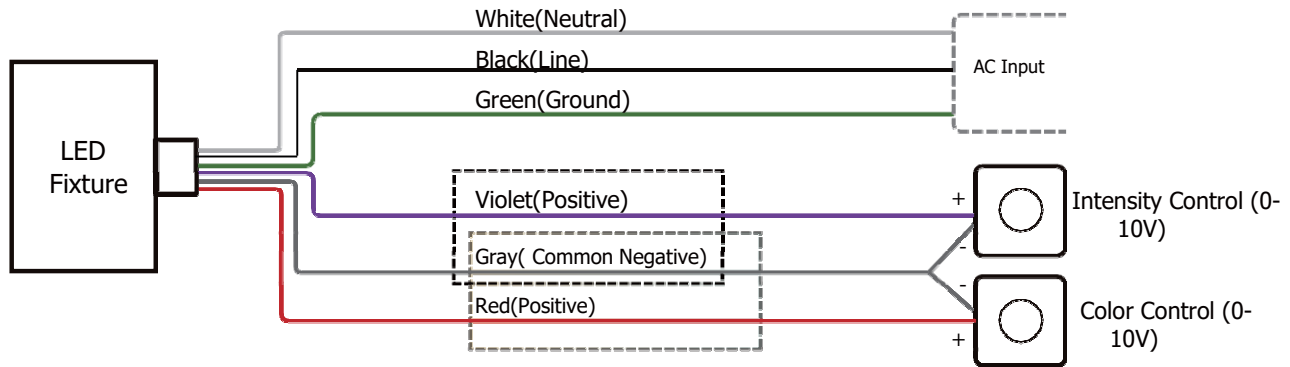 White(Neutral)
Black(Line)
AC Input
Green(Ground)
LED
Fixture
Violet(Positive)
+
Intensity Control (0-
10V)
-
Gray( Common Negative)
-
Red(Positive)
Color Control (0-
10V)
+